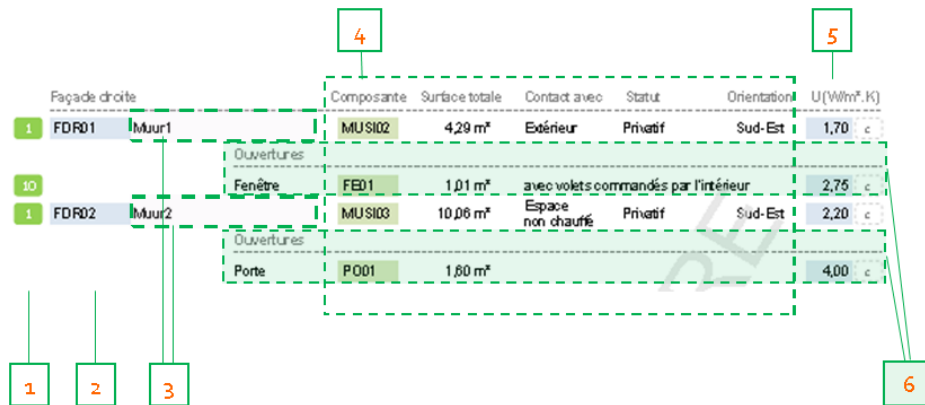 4 5
Façade droite Composante Surface totale Contact avec Statut Orientation U(W/m².K)
1 FDR01 Muur1 MUSI02 4,29 m² Extérieur Privatif Sud-Est 1,70 c
Ouvertures
10 Fenêtre FE01 1,01 m² avec volets commandés par l'intérieur 2,75 c
1 FDR02 Muur2 MUSI03 10,06 m² Espace non chauffé Privatif Sud-Est 2,20 c
Ouvertures
Porte PO01 1,60 m² 4,00 c
RE
1 2 3 6